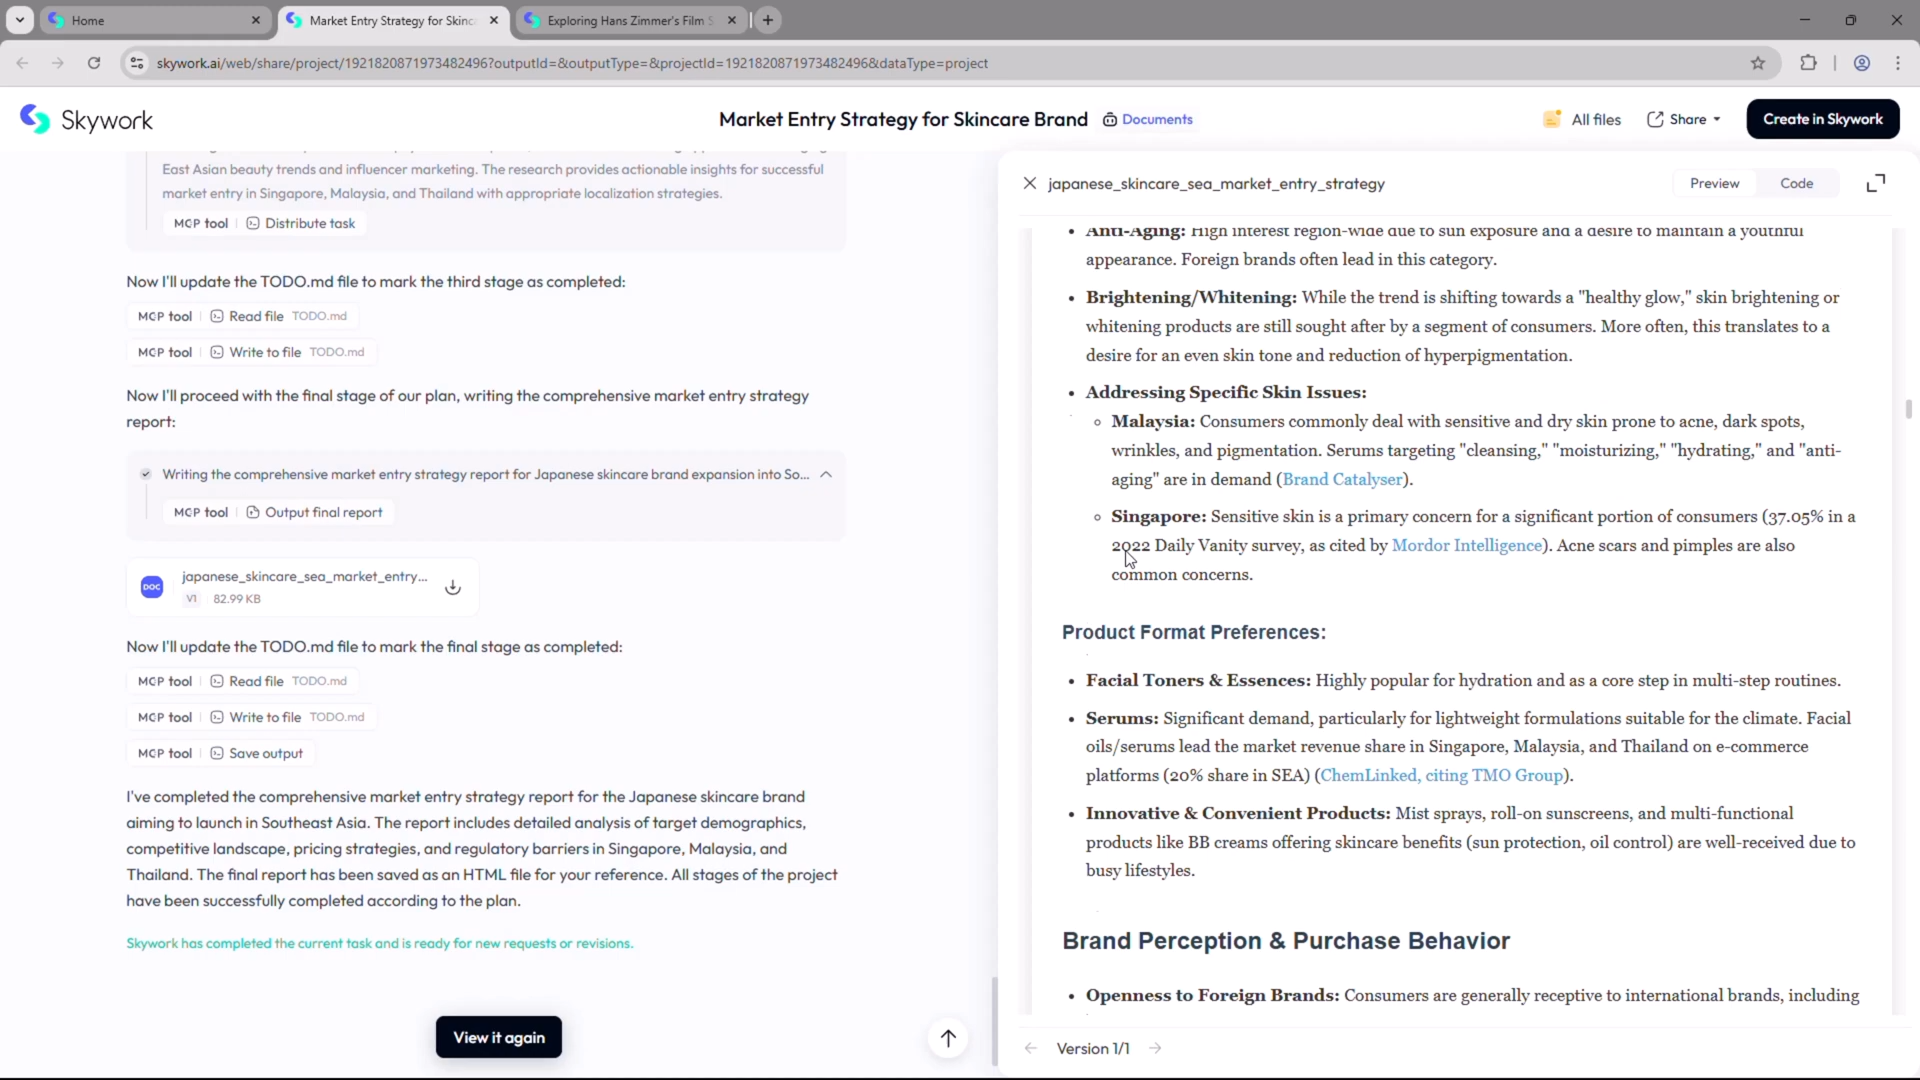 Home
Market Entry Strategy for Skinc
Exploring Hans Zimmer's Film S
skywork.ai/web/share/project/1921820871973482496?outputId=&outputType=&projectId=1921820871973482496&dataType=project
Skywork
Market Entry Strategy for Skincare Brand
Documents
All files
Share
Create in Skywork
East Asian beauty trends and influencer marketing. The research provides actionable insights for successful
market entry in Singapore, Malaysia, and Thailand with appropriate localization strategies.
MCP tool | Distribute task
Now I'll update the TODO.md file to mark the third stage as completed:
MCP tool | Read file TODO.md
MCP tool | Write to file TODO.md
Now I'll proceed with the final stage of our plan, writing the comprehensive market entry strategy
report:
Writing the comprehensive market entry strategy report for Japanese skincare brand expansion into So...
MCP tool | Output final report
DOC
japanese_skincare_sea_market_entry...
V1 82.99 KB
Now I'll update the TODO.md file to mark the final stage as completed:
MCP tool | Read file TODO.md
MCP tool | Write to file TODO.md
MCP tool | Save output
I've completed the comprehensive market entry strategy report for the Japanese skincare brand
aiming to launch in Southeast Asia. The report includes detailed analysis of target demographics,
competitive landscape, pricing strategies, and regulatory barriers in Singapore, Malaysia, and
Thailand. The final report has been saved as an HTML file for your reference. All stages of the project
have been successfully completed according to the plan.
Skywork has completed the current task and is ready for new requests or revisions.
View it again
japanese_skincare_sea_market_entry_strategy
Preview
Code
• Anti-Aging: High interest region-wide due to sun exposure and a desire to maintain a youthful
appearance. Foreign brands often lead in this category.
• Brightening/Whitening: While the trend is shifting towards a "healthy glow," skin brightening or
whitening products are still sought after by a segment of consumers. More often, this translates to a
desire for an even skin tone and reduction of hyperpigmentation.
• Addressing Specific Skin Issues:
◦ Malaysia: Consumers commonly deal with sensitive and dry skin prone to acne, dark spots,
wrinkles, and pigmentation. Serums targeting "cleansing," "moisturizing," "hydrating," and "anti-
aging" are in demand (Brand Catalyser).
◦ Singapore: Sensitive skin is a primary concern for a significant portion of consumers (37.05% in a
2022 Daily Vanity survey, as cited by Mordor Intelligence). Acne scars and pimples are also
common concerns.
Product Format Preferences:
• Facial Toners & Essences: Highly popular for hydration and as a core step in multi-step routines.
• Serums: Significant demand, particularly for lightweight formulations suitable for the climate. Facial
oils/serums lead the market revenue share in Singapore, Malaysia, and Thailand on e-commerce
platforms (20% share in SEA) (ChemLinked, citing TMO Group).
• Innovative & Convenient Products: Mist sprays, roll-on sunscreens, and multi-functional
products like BB creams offering skincare benefits (sun protection, oil control) are well-received due to
busy lifestyles.
Brand Perception & Purchase Behavior
• Openness to Foreign Brands: Consumers are generally receptive to international brands, including
Version 1/1